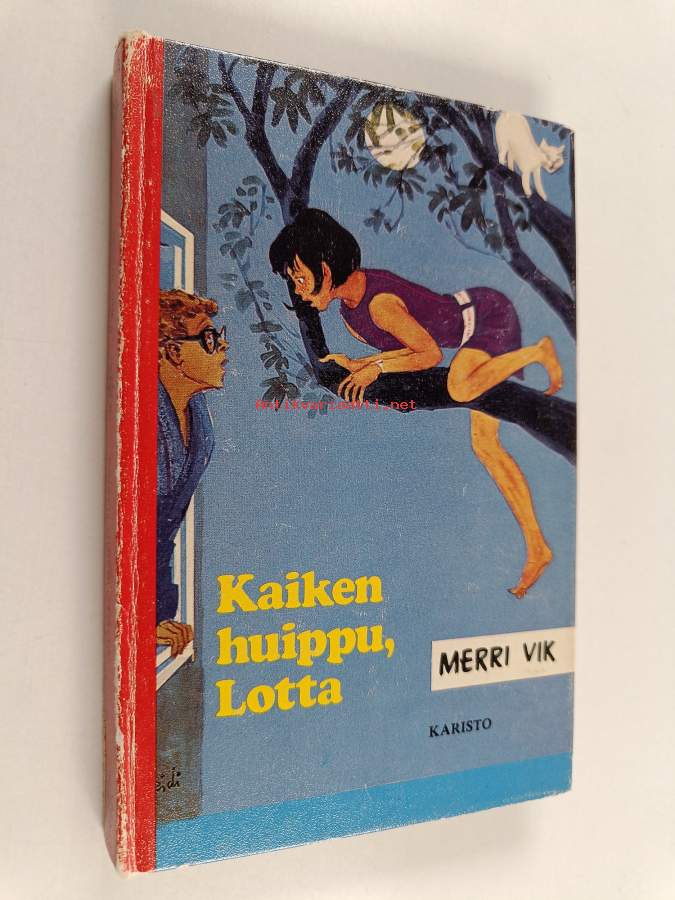 Antikvariaatti.net
Kaiken
huippu,
Lotta
MERRI VIK
KARISTO